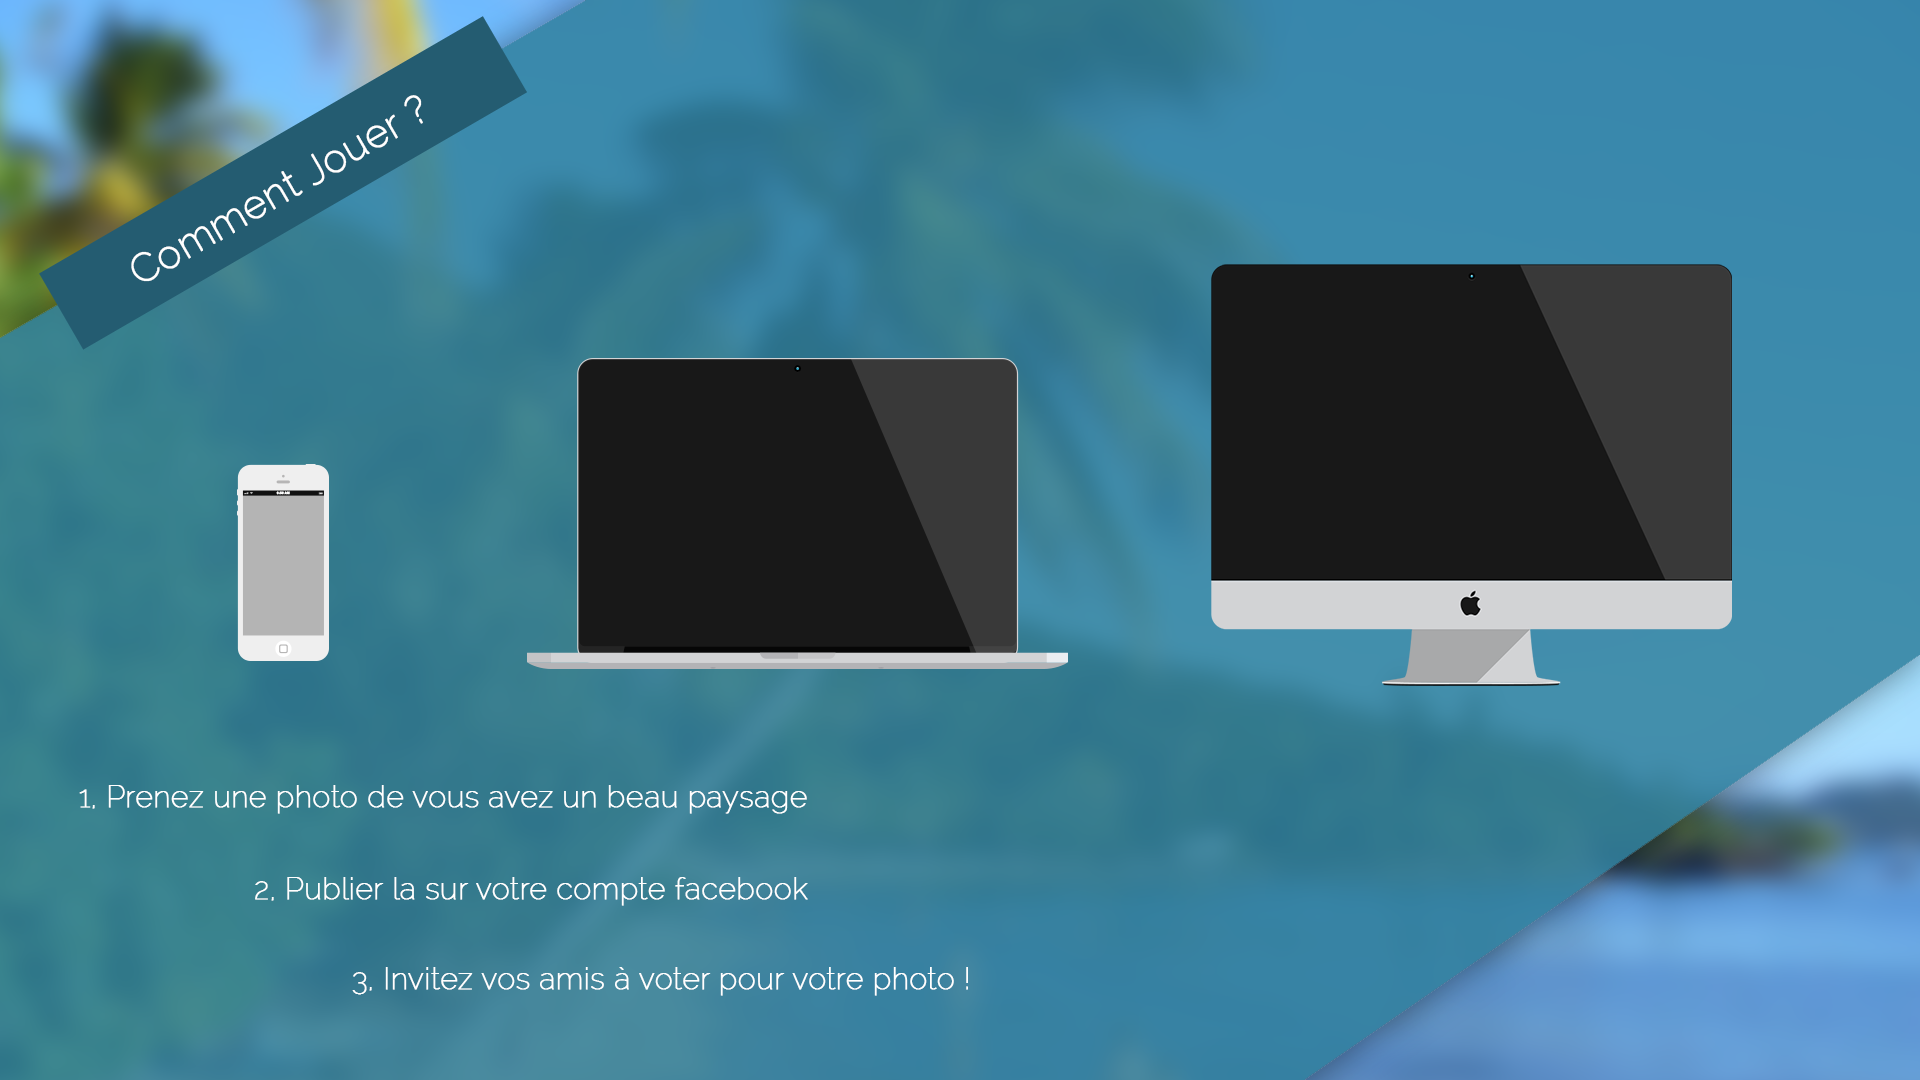 Comment Jouer ?
1. Prenez une photo de vous avez un beau paysage
2. Publier la sur votre compte facebook
3. Invitez vos amis à voter pour votre photo !